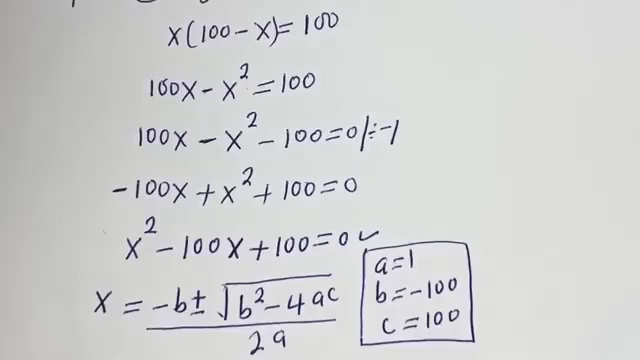 x(100-x)=100
100x-x²=100
100x-x²-100=0/÷-1
-100x+x²+100=0
x²-100x+100=0✓
x=-b±√b²-4ac/2a
a=1
b=-100
c=100